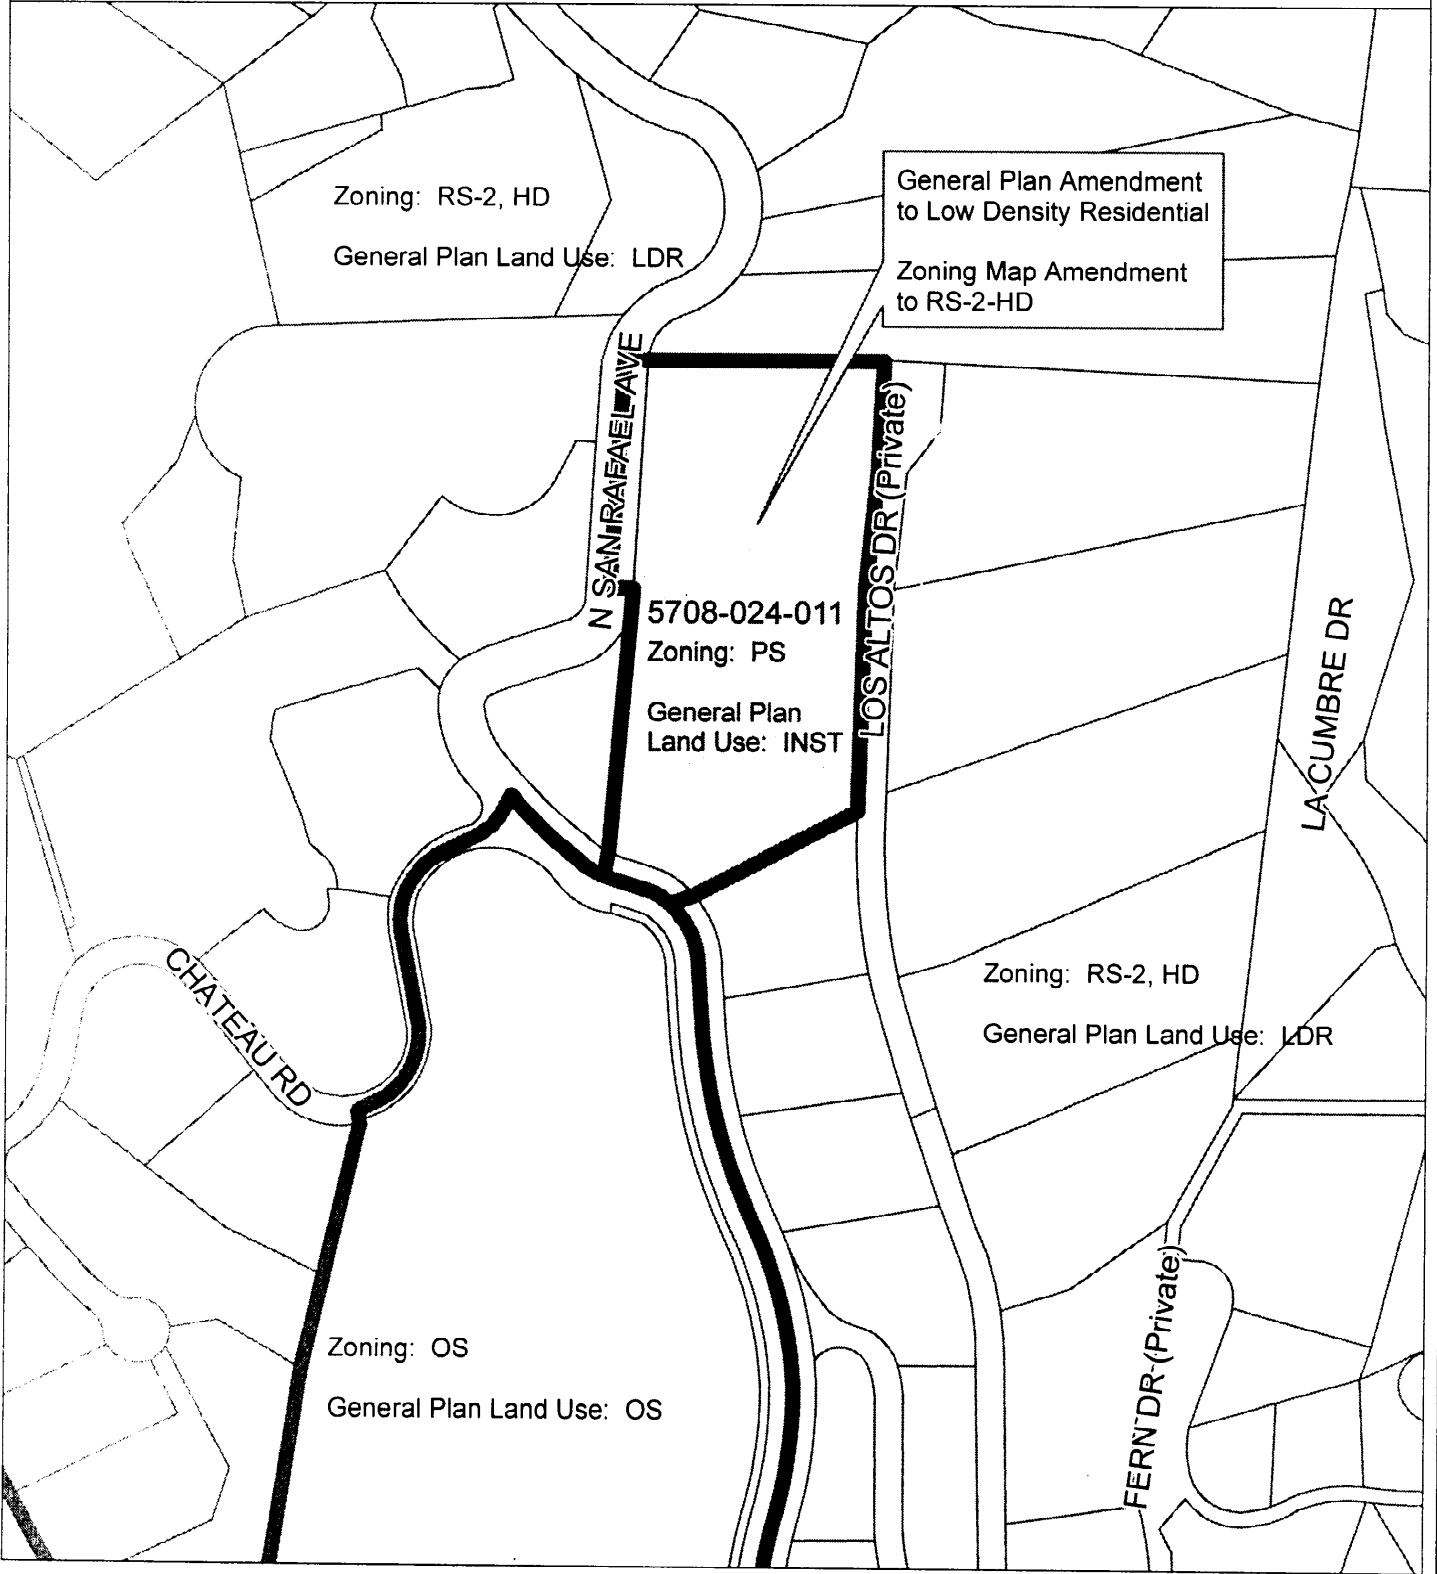 Zoning: RS-2, HD
General Plan Land Use: LDR
General Plan Amendment
to Low Density Residential
Zoning Map Amendment
to RS-2-HD
N SAN RAFAEL AVE
LOS ALTOS DR (Private)
5708-024-011
Zoning: PS
General Plan
Land Use: INST
LA CUMBRE DR
CHATEAU RD
Zoning: RS-2, HD
General Plan Land Use: LDR
FERN DR (Private)
Zoning: OS
General Plan Land Use: OS